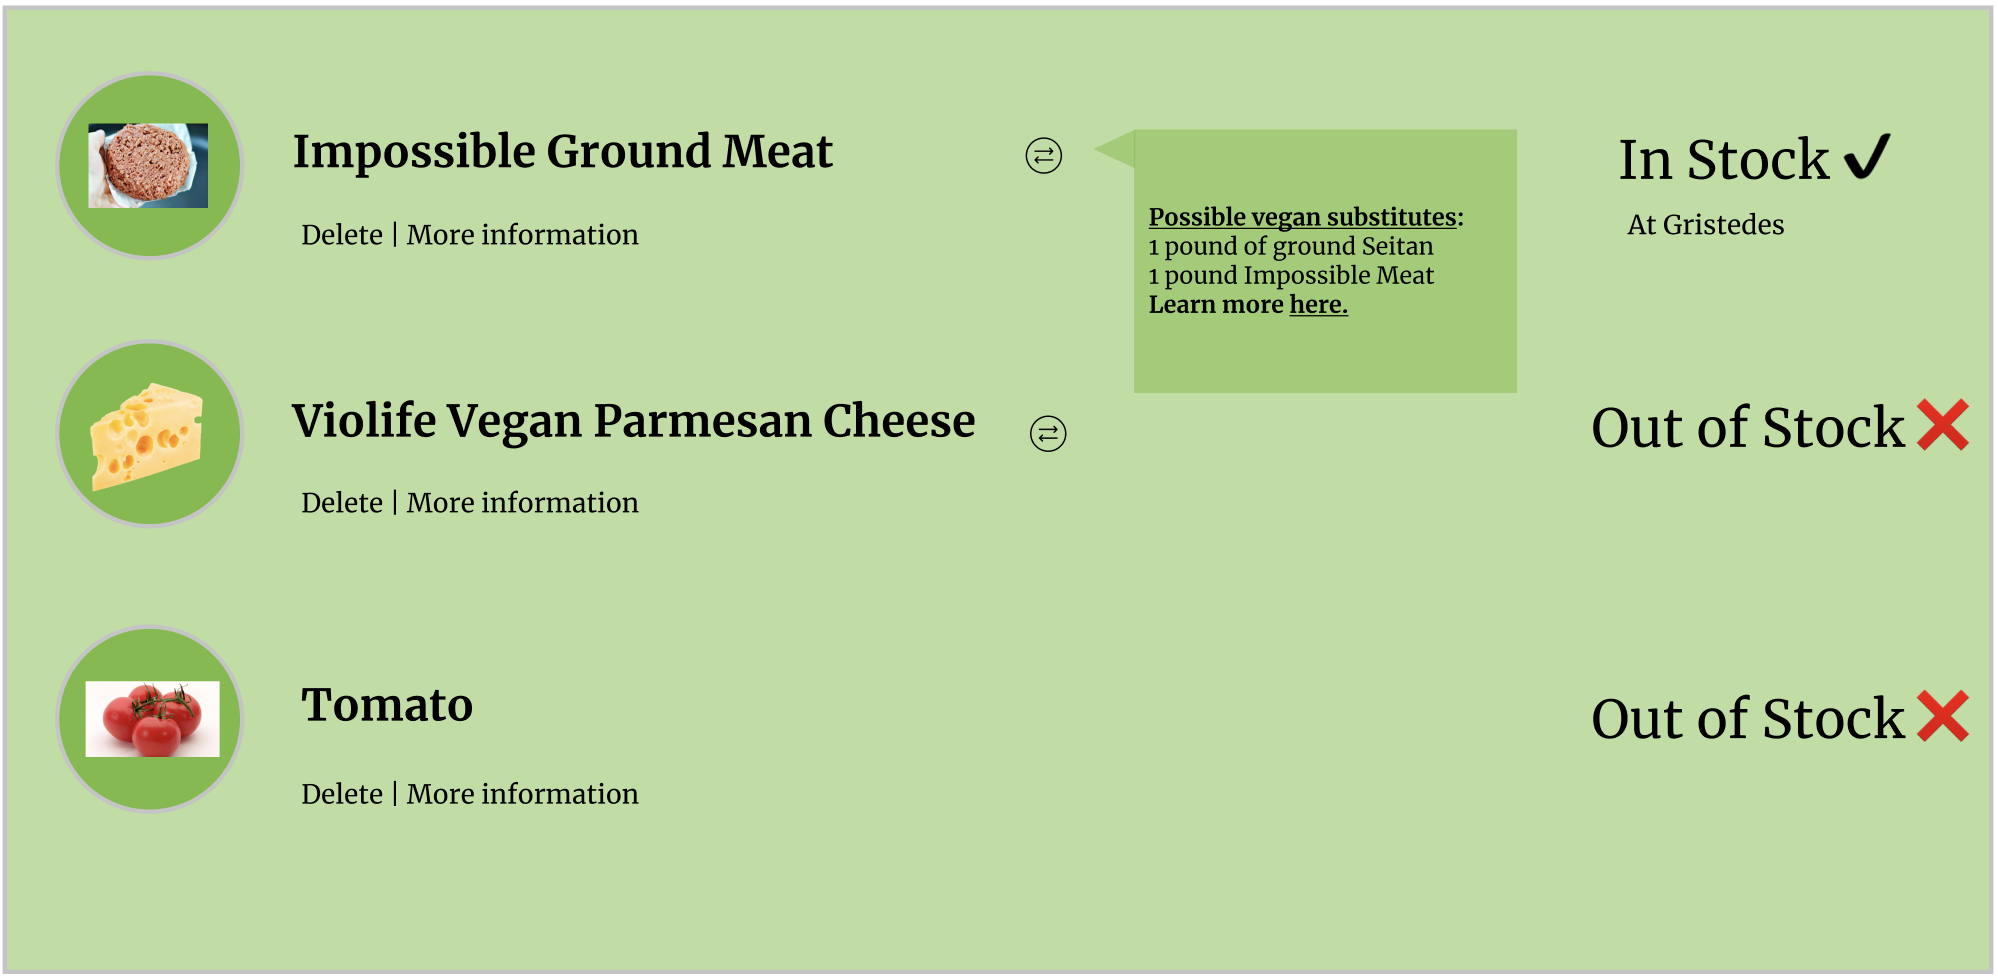 Impossible Ground Meat
Delete | More information
Possible vegan substitutes:
1 pound of ground Seitan
1 pound Impossible Meat
Learn more here.
In Stock ✔
At Gristedes
Violife Vegan Parmesan Cheese
Delete | More information
Out of Stock ❌
Tomato
Delete | More information
Out of Stock ❌